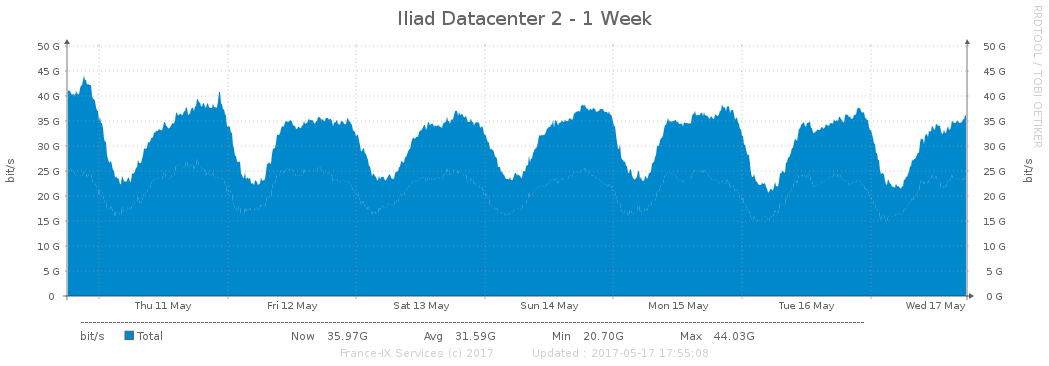 Iliad Datacenter 2 - 1 Week
RRDTOOL / TOBI OETIKER
50 G 50 G
45 G 45 G
40 G 40 G
35 G 35 G
30 G 30 G
25 G 25 G
20 G 20 G
15 G 15 G
10 G 10 G
5 G 5 G
0 0 G
bit/s bit/s
Thu 11 May Fri 12 May Sat 13 May Sun 14 May Mon 15 May Tue 16 May Wed 17 May
bit/s Total Now 35.97G Avg 31.59G Min 20.70G Max 44.03G
France-IX Services (c) 2017 Updated : 2017-05-17 17:55:08